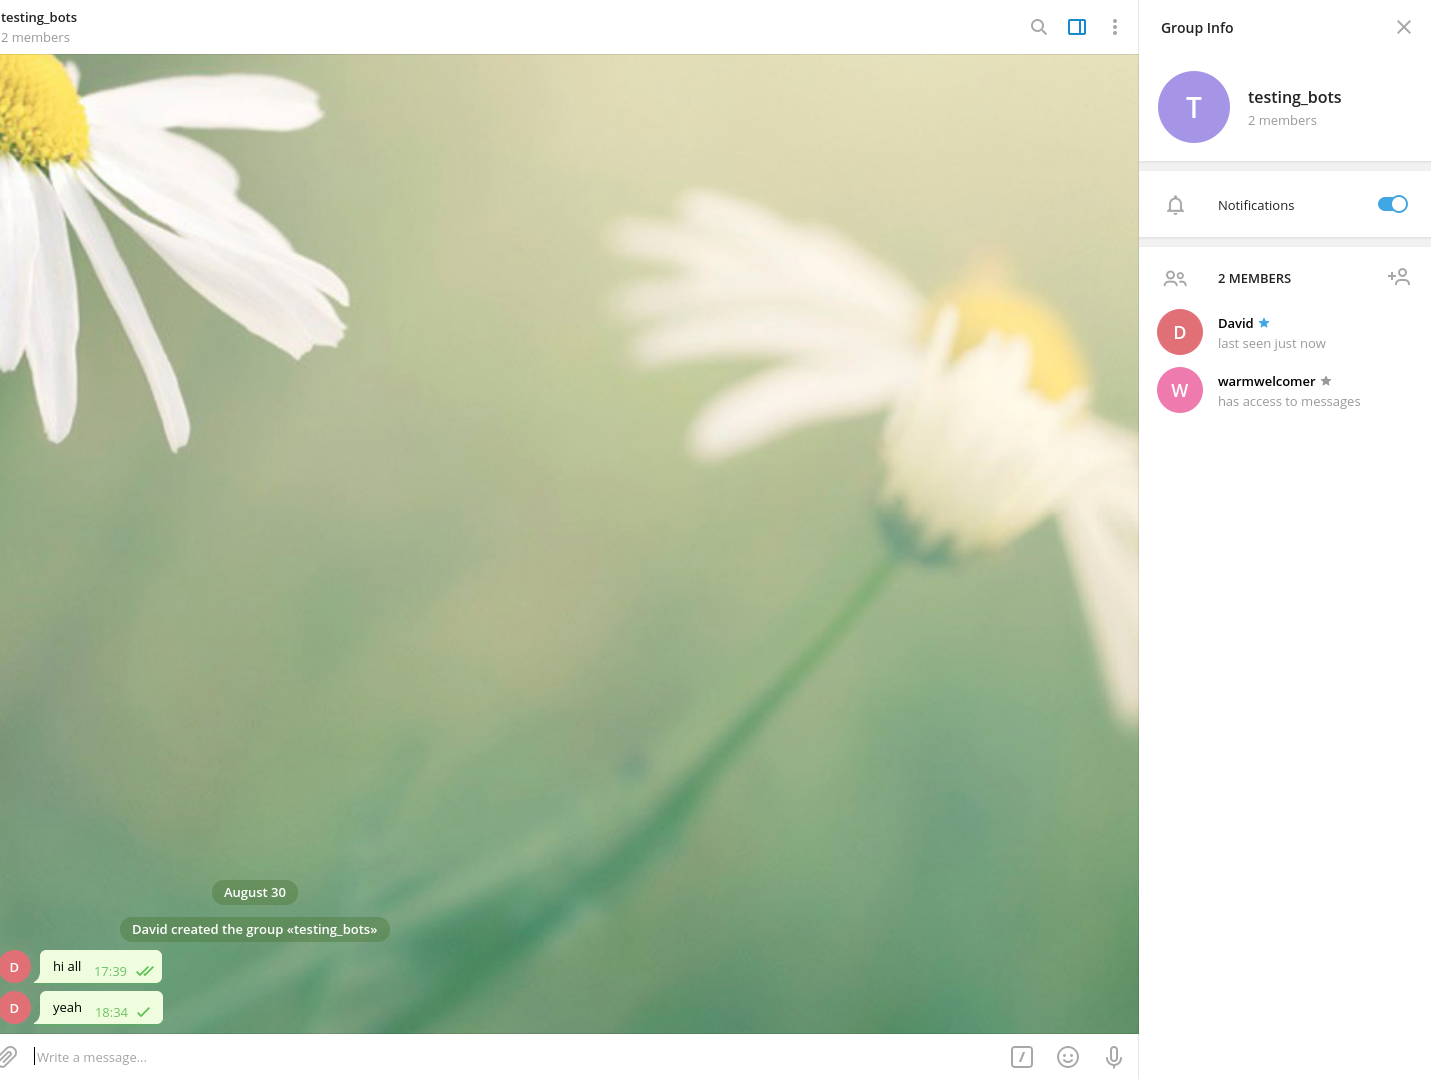 testing_bots
2 members
Group Info
T
testing_bots
2 members
Notifications
2 MEMBERS
D
David
last seen just now
W
warmwelcomer
has access to messages
August 30
David created the group «testing_bots»
D
hi all 17:39
D
yeah 18:34
Write a message...